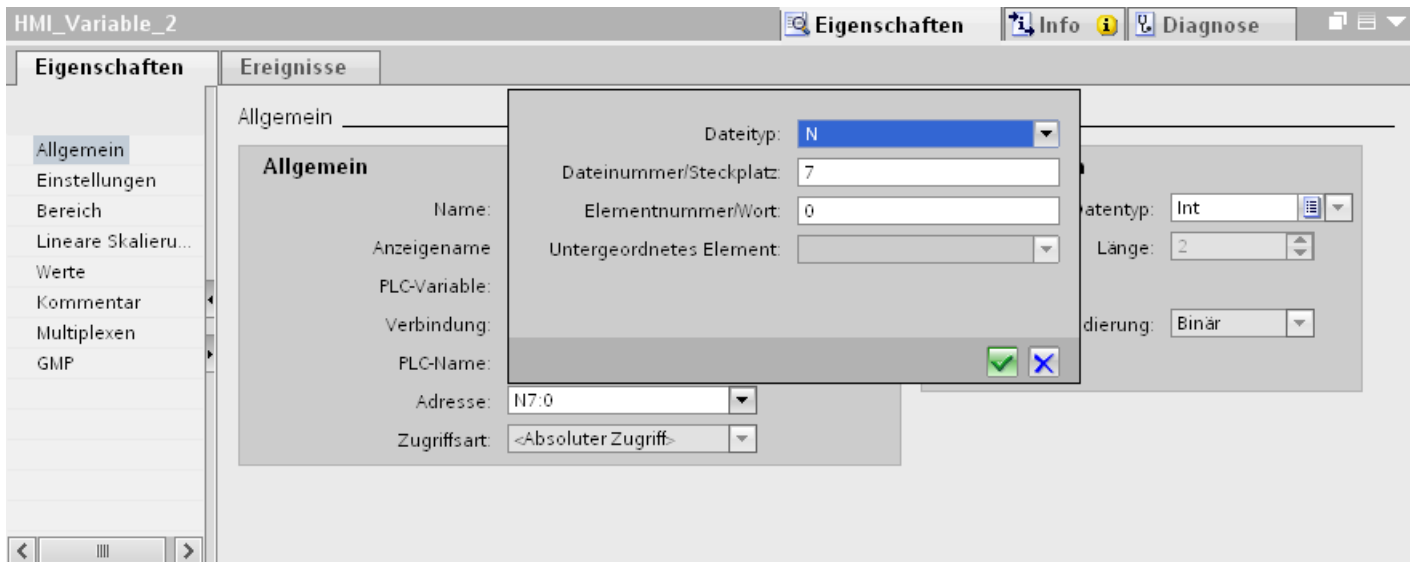 HMI_Variable_2
Eigenschaften
Info
Diagnose
Eigenschaften
Ereignisse
Allgemein
Einstellungen
Bereich
Lineare Skalieru...
Werte
Kommentar
Multiplexen
GMP
Allgemein
Allgemein
Name:
Anzeigename
PLC-Variable:
Verbindung:
PLC-Name:
Adresse: N7:0
Zugriffsart: <Absoluter Zugriff>
Dateityp: N
Dateinummer/Steckplatz: 7
Elementnummer/Wort: 0
Untergeordnetes Element:
atentyp: Int
Länge: 2
dierung: Binär